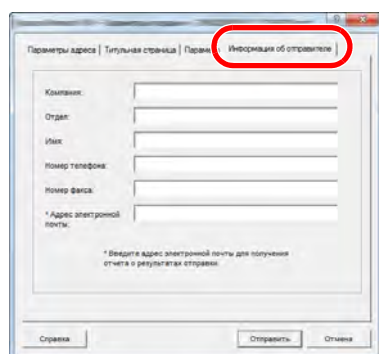 Параметры адреса | Титульная страница | Параметры | Информация об отправителе
Компания:
Отдел:
Имя:
Номер телефона:
Номер факса:
* Адрес электронной
почты:
* Введите адрес электронной почты для получения
отчета о результатах отправки.
Справка
Отправить
Отмена